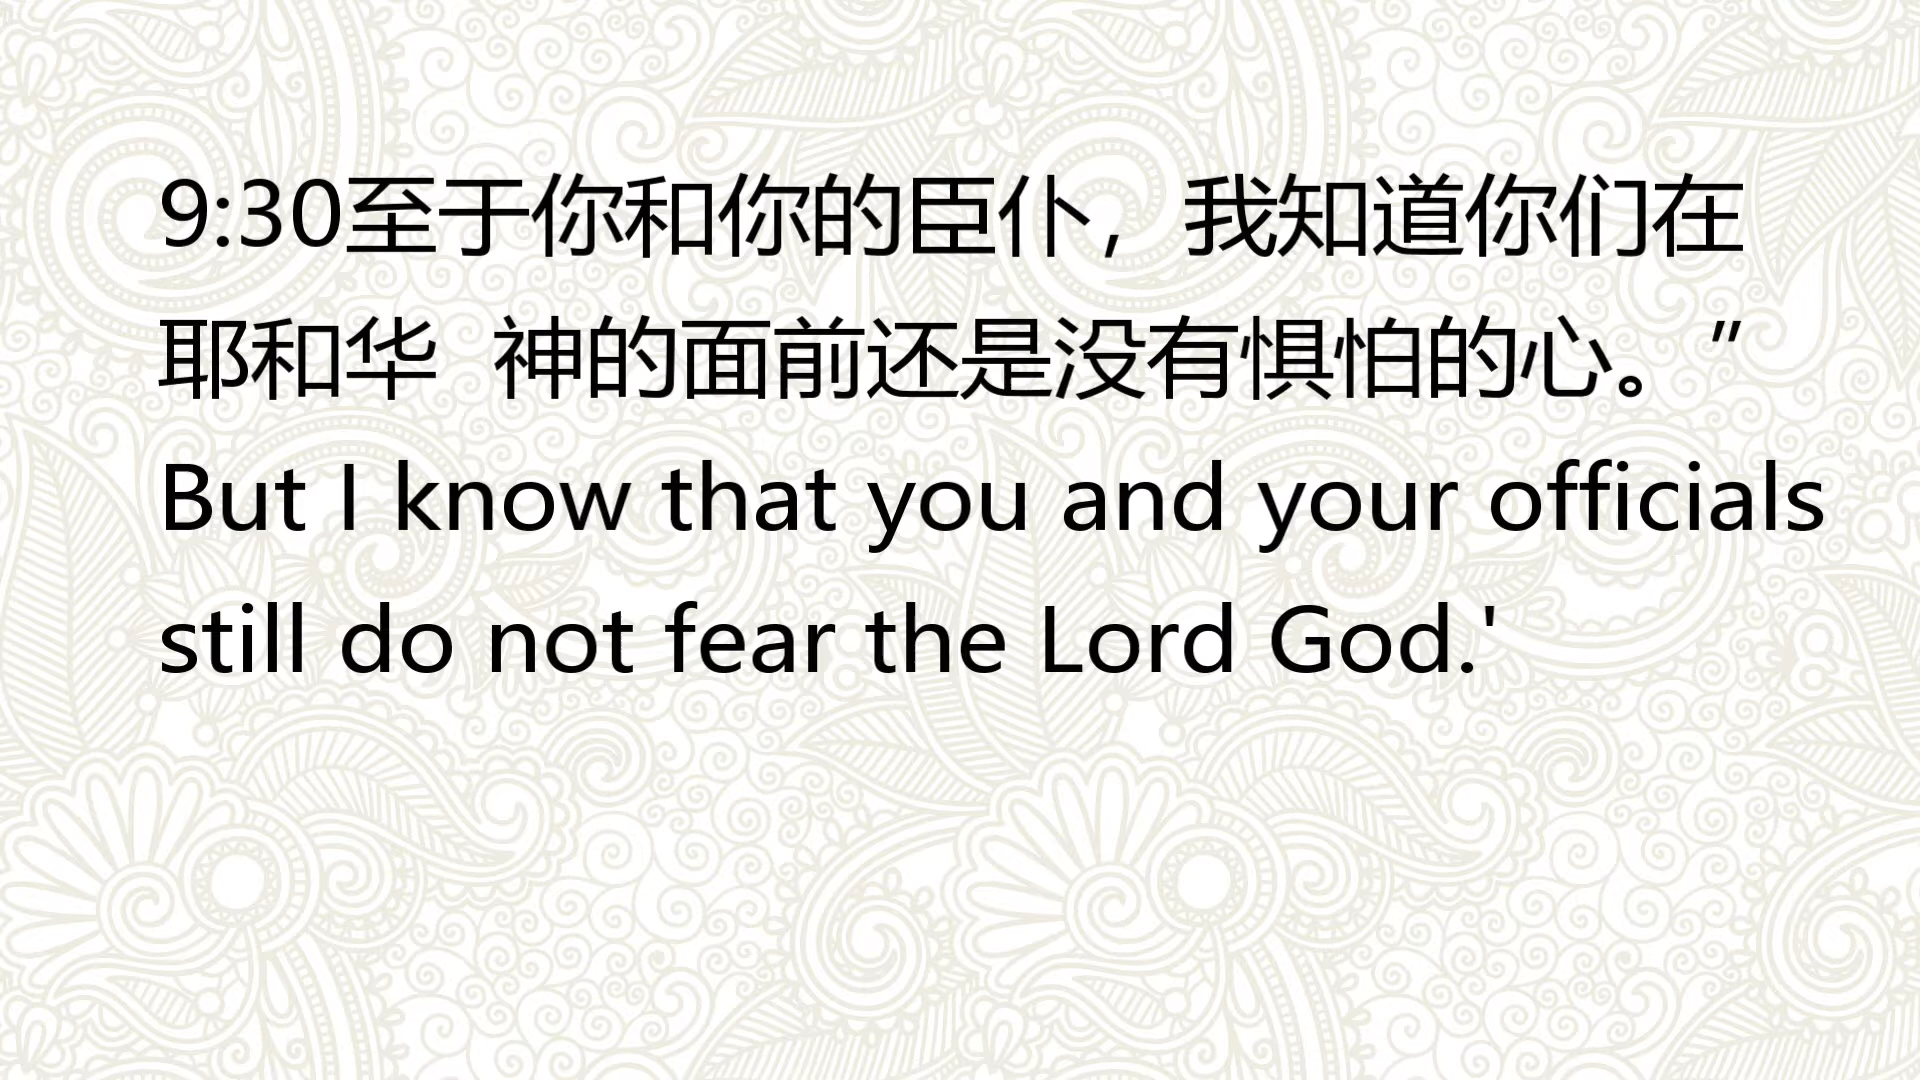 9:30至于你和你的臣仆，我知道你们在
耶和华  神的面前还是没有惧怕的心。”
But I know that you and your officials
still do not fear the Lord God.'